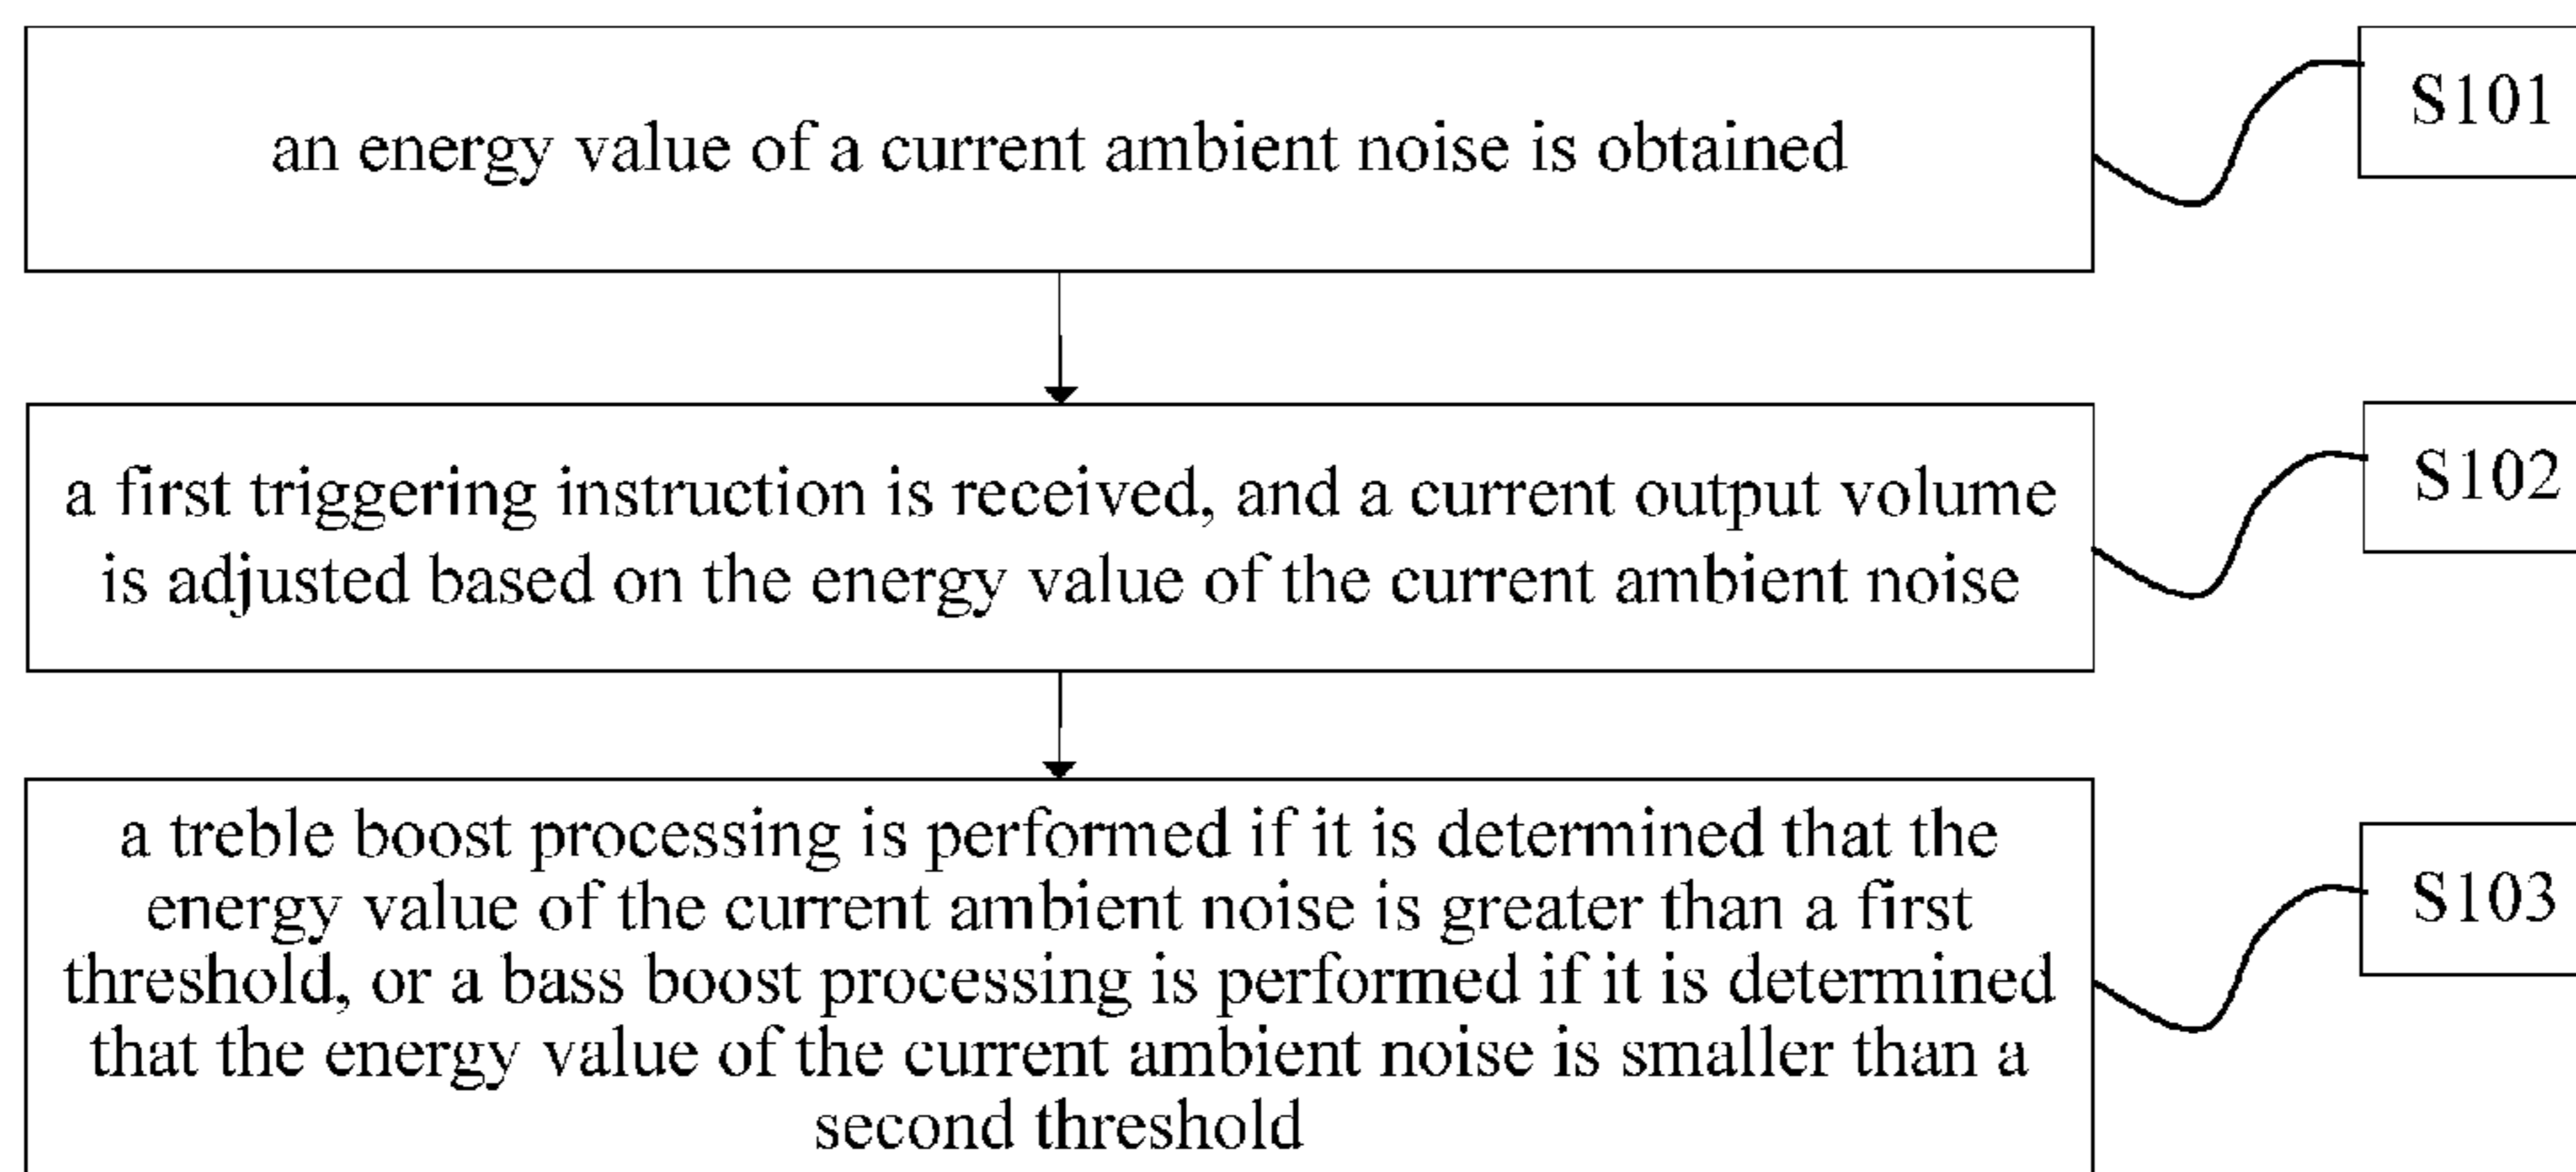 an energy value of a current ambient noise is obtained
S101
a first triggering instruction is received, and a current output volume
is adjusted based on the energy value of the current ambient noise
S102
a treble boost processing is performed if it is determined that the
energy value of the current ambient noise is greater than a first
threshold, or a bass boost processing is performed if it is determined
that the energy value of the current ambient noise is smaller than a
second threshold
S103